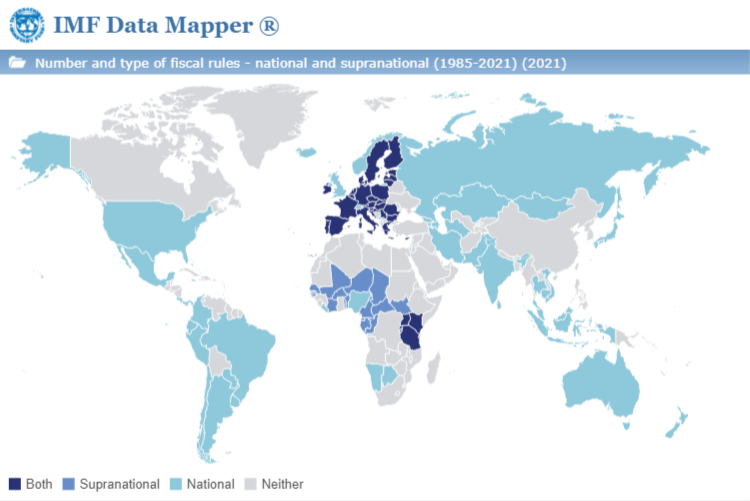 IMF Data Mapper ®
Number and type of fiscal rules - national and supranational (1985-2021) (2021)
Both Supranational National Neither